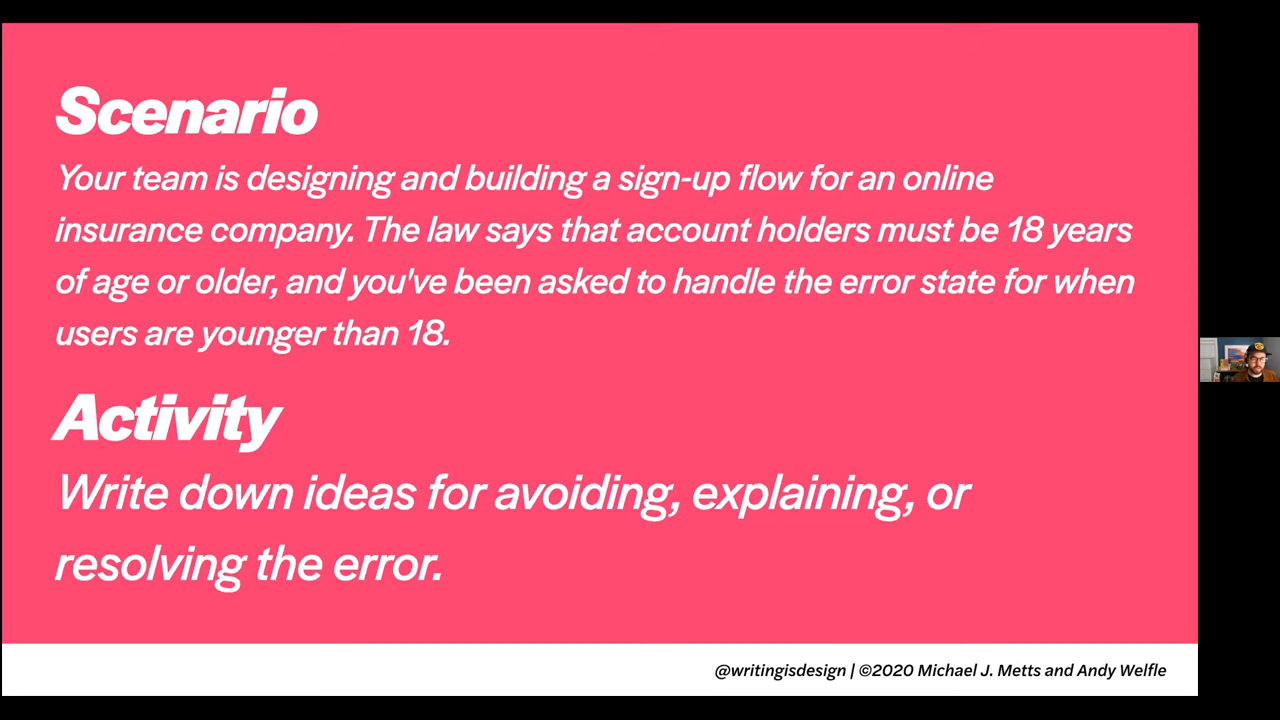 Scenario
Your team is designing and building a sign-up flow for an online
insurance company. The law says that account holders must be 18 years
of age or older, and you've been asked to handle the error state for when
users are younger than 18.
Activity
Write down ideas for avoiding, explaining, or
resolving the error.
@writingisdesign | ©2020 Michael J. Metts and Andy Welfle